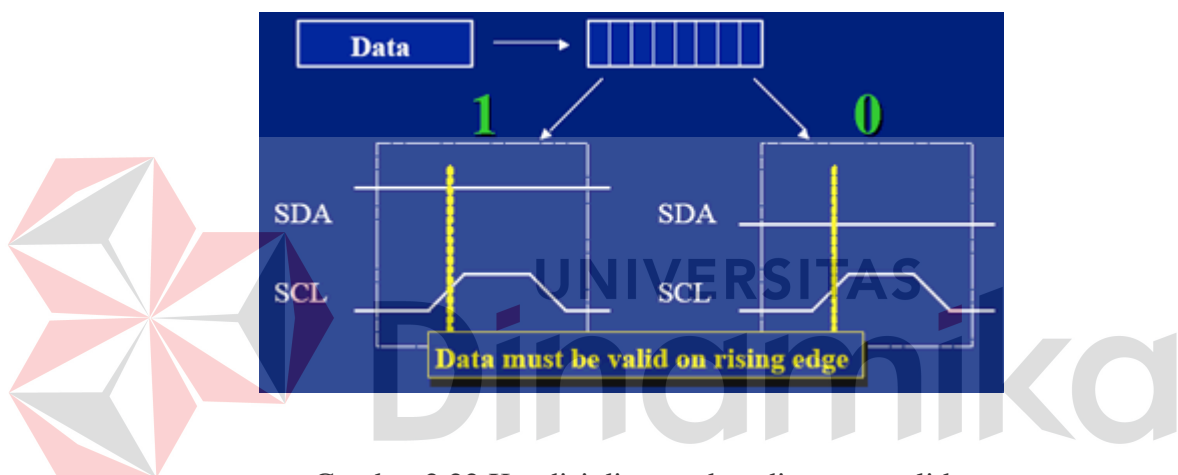 Data
1
0
SDA
SDA
SCL
SCL
UNIVERSITAS
Dinamika
Data must be valid on rising edge